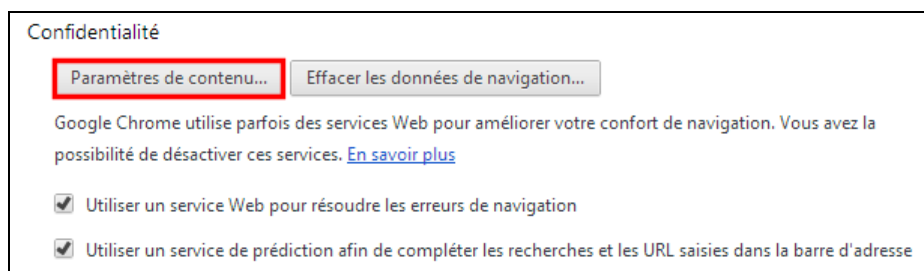 Confidentialité
Paramètres de contenu... Effacer les données de navigation...
Google Chrome utilise parfois des services Web pour améliorer votre confort de navigation. Vous avez la
possibilité de désactiver ces services. En savoir plus
Utiliser un service Web pour résoudre les erreurs de navigation
Utiliser un service de prédiction afin de compléter les recherches et les URL saisies dans la barre d'adresse